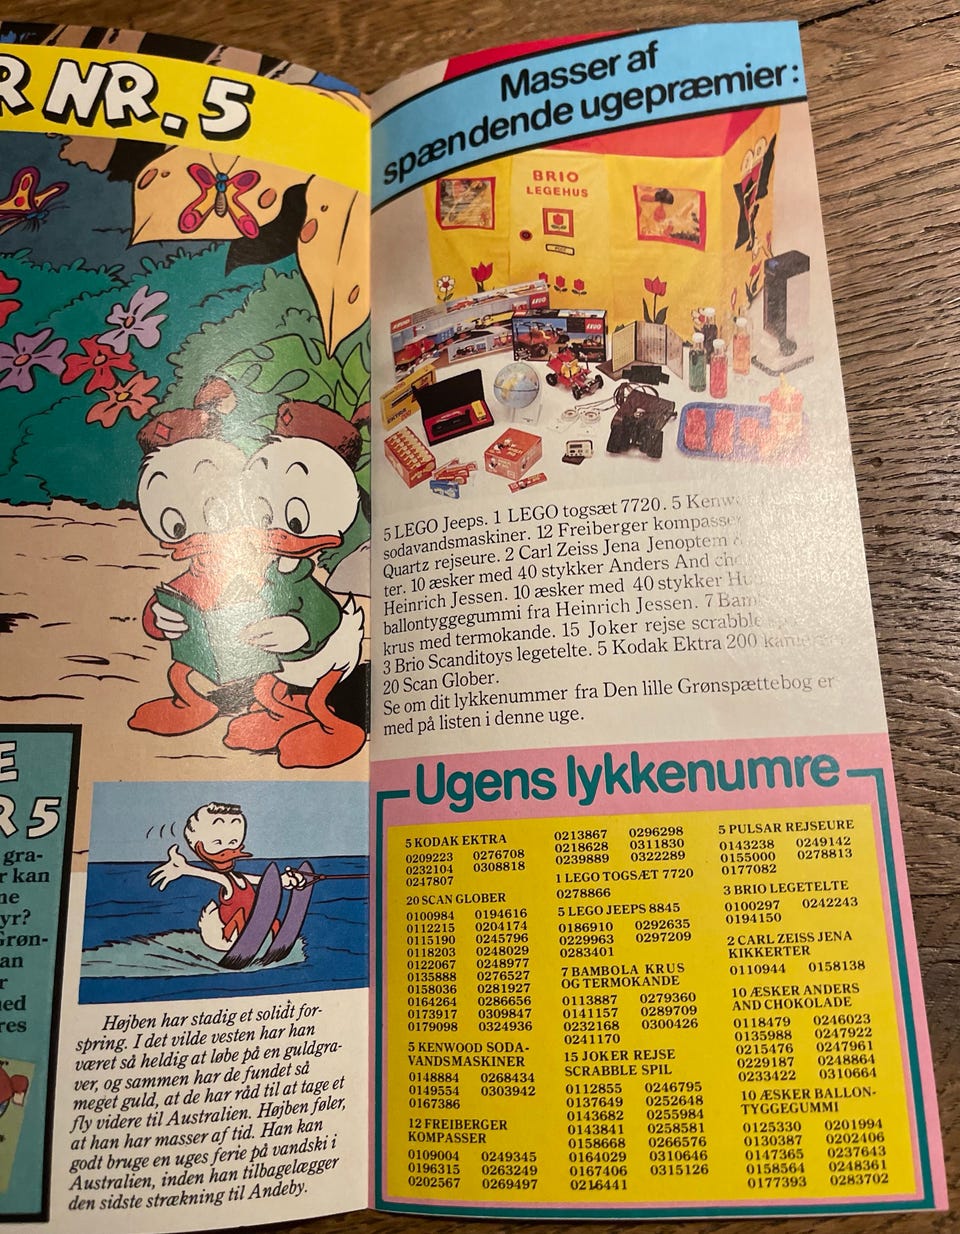 R NR. 5
E
R 5
gra-
r kan
ne
yr?
Grøn-
an
r
ned
res
Højben har stadig et solidt for-
spring. I det vilde vesten har han
været så heldig at løbe på en guldgra-
ver, og sammen har de fundet så
meget guld, at de har råd til at tage et
fly videre til Australien. Højben føler,
at han har masser af tid. Han kan
godt bruge en uges ferie på vandski i
Australien, inden han tilbagelægger
den sidste strækning til Andeby.
Masser af
spændende ugepræmier:
BRIO
LEGEHUS
LEGO
LEGO
5 LEGO Jeeps. 1 LEGO togsæt 7720. 5
sodavandsmaskiner. 12 Freiberger
Quartz rejseure. 2 Carl Zeiss Jena Jenoptem
ter. 10 æsker med 40 stykker Anders And
Heinrich Jessen. 10 æsker med 40 stykker
ballontyggegummi fra Heinrich Jessen. 7
krus med termokande. 15 Joker rejse scrabble
3 Brio Scanditoys legetelte. 5 Kodak Ektra 200
20 Scan Glober.
Se om dit lykkenummer fra Den lille Grønspættebog er
med på listen i denne uge.
Ugens lykkenumre
5 KODAK EKTRA
0209223 0276708
0232104 0308818
0247807
20 SCAN GLOBER
0100984 0194616
0112215 0204174
0115190 0245796
0118203 0248029
0122067 0248977
0135888 0276527
0158036 0281927
0164264 0286656
0173917 0309847
0179098 0324936
5 KENWOOD SODA-
VANDSMASKINER
0148884 0268434
0149554 0303942
0167386
12 FREIBERGER
KOMPASSER
0109004 0249345
0196315 0263249
0202567 0269497
0213867 0296298
0218628 0311830
0239889 0322289
1 LEGO TOGSÆT 7720
0278866
5 LEGO JEEPS 8845
0186910 0292635
0229963 0297209
0283401
7 BAMBOLA KRUS
OG TERMOKANDE
0113887 0279360
0141157 0289709
0232168 0300426
0241170
15 JOKER REJSE
SCRABBLE SPIL
0112855 0246795
0137649 0252648
0143682 0255984
0143841 0258581
0158668 0266576
0164029 0310646
0167406 0315126
0216441
5 PULSAR REJSEURE
0143238 0249142
0155000 0278813
0177082
3 BRIO LEGETELTE
0100297 0242243
0194150
2 CARL ZEISS JENA
KIKKERTER
0110944 0158138
10 ÆSKER ANDERS
AND CHOKOLADE
0118479 0246023
0135988 0247922
0215476 0247961
0229187 0248864
0233422 0310664
10 ÆSKER BALLON-
TYGGEGUMMI
0125330 0201994
0130387 0202406
0147365 0237643
0158564 0248361
0177393 0283702